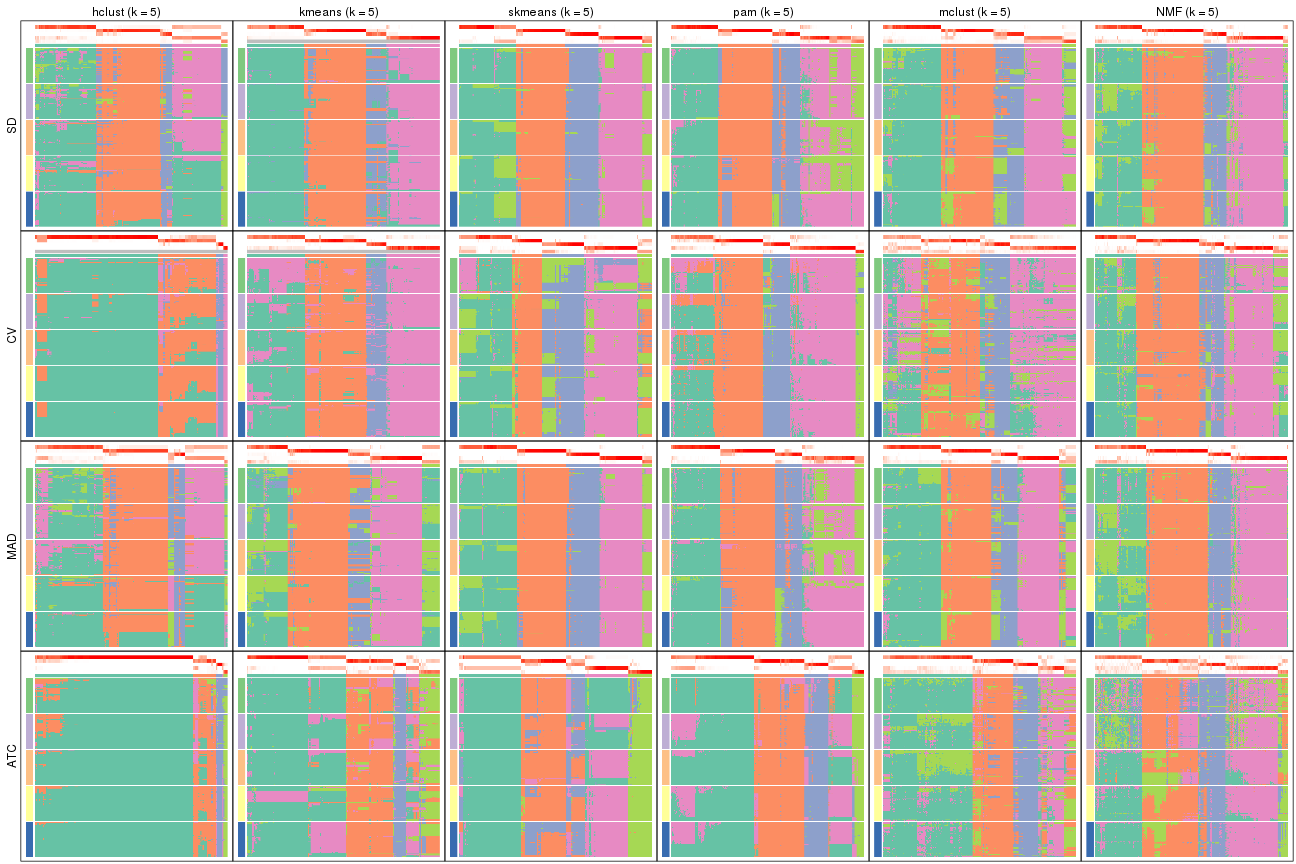 hclust (k = 5) kmeans (k = 5) skmeans (k = 5) pam (k = 5) mclust (k = 5) NMF (k = 5)
SD
CV
MAD
ATC